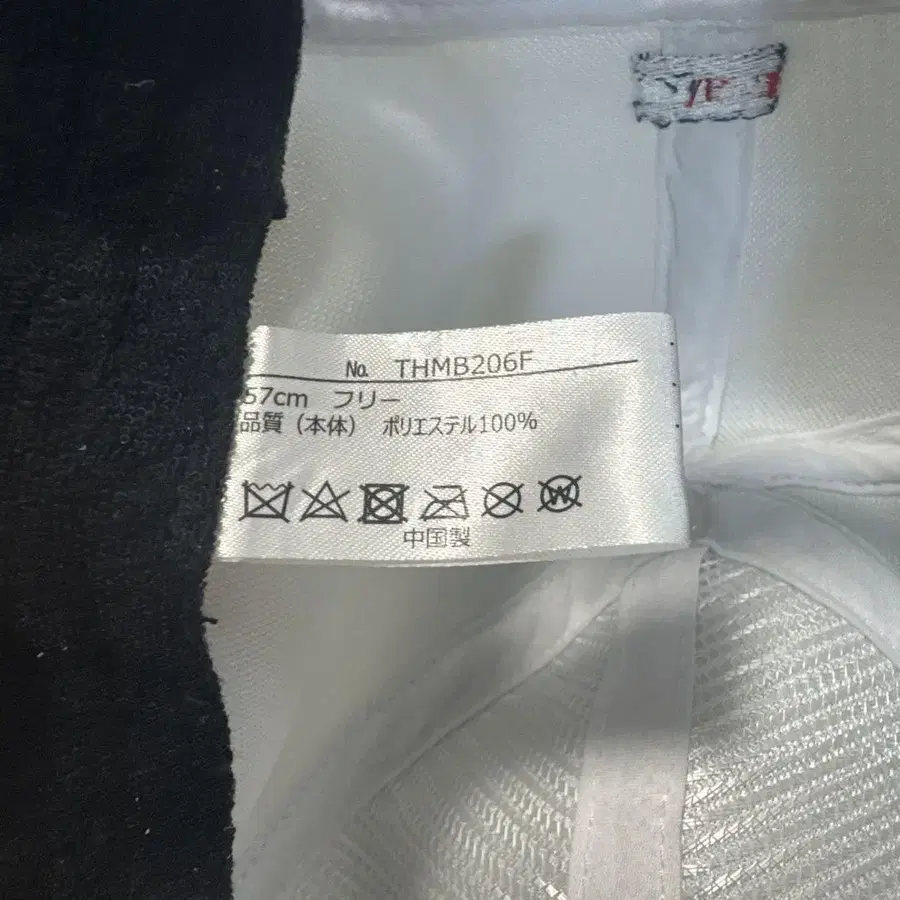 No. THMB206F
57cm フリー
品質（本体） ポリエステル100%
中国製